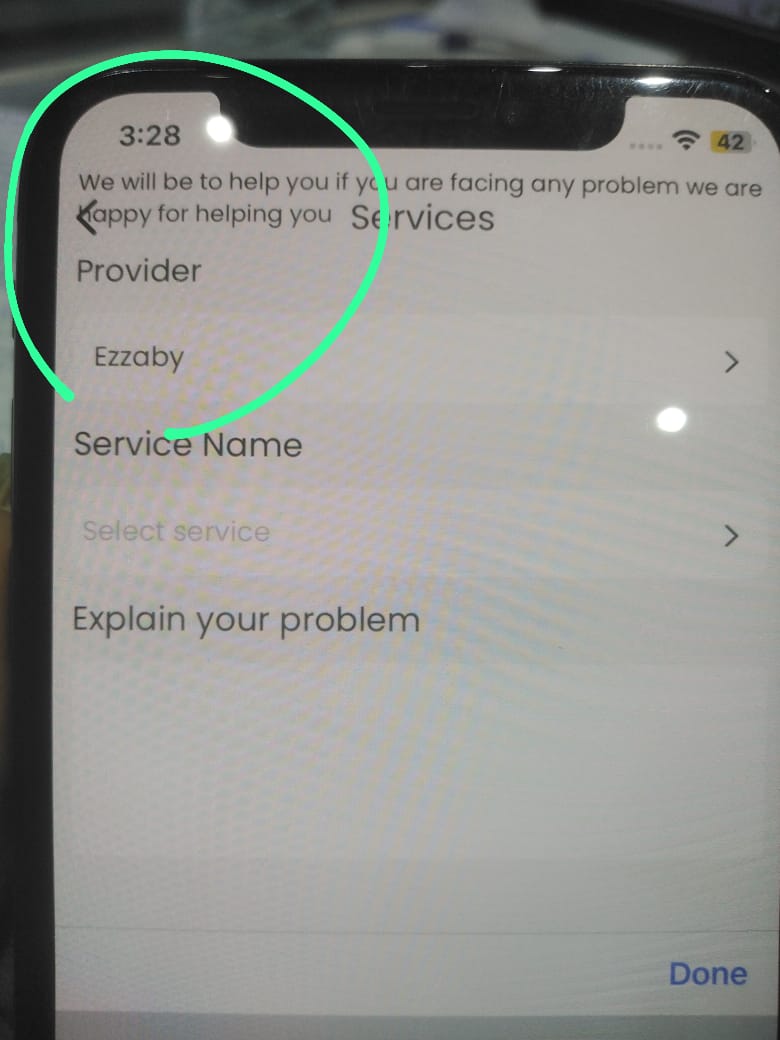 3:28
42
We will be to help you if you are facing any problem we are
happy for helping you
Services
Provider
Ezzaby
Service Name
Select service
Explain your problem
Done